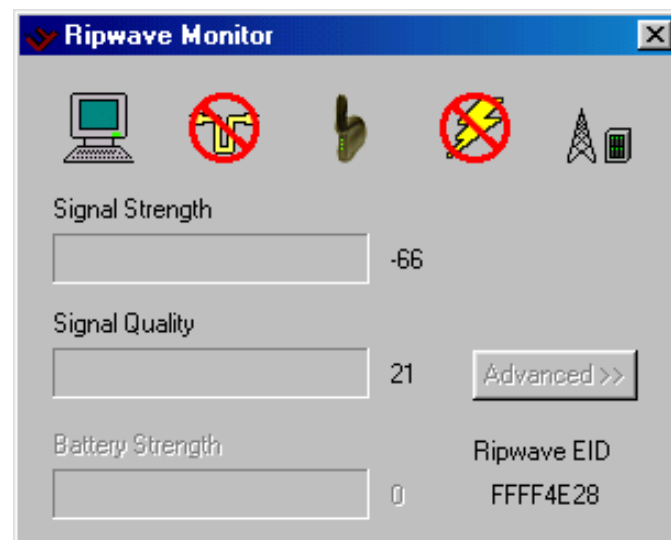 Ripwave Monitor
Signal Strength
-66
Signal Quality
21
Advanced >>
Battery Strength
0
Ripwave EID
FFFF4E28